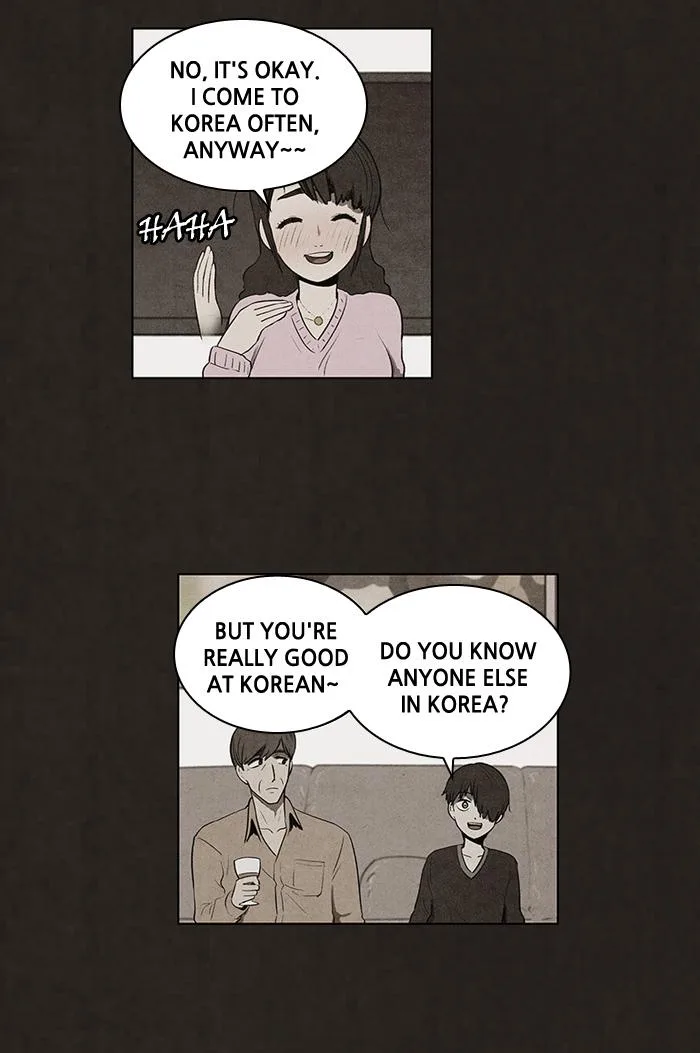 NO, IT'S OKAY.
I COME TO
KOREA OFTEN,
ANYWAY~~
HAHA
BUT YOU'RE
REALLY GOOD
AT KOREAN~
DO YOU KNOW
ANYONE ELSE
IN KOREA?